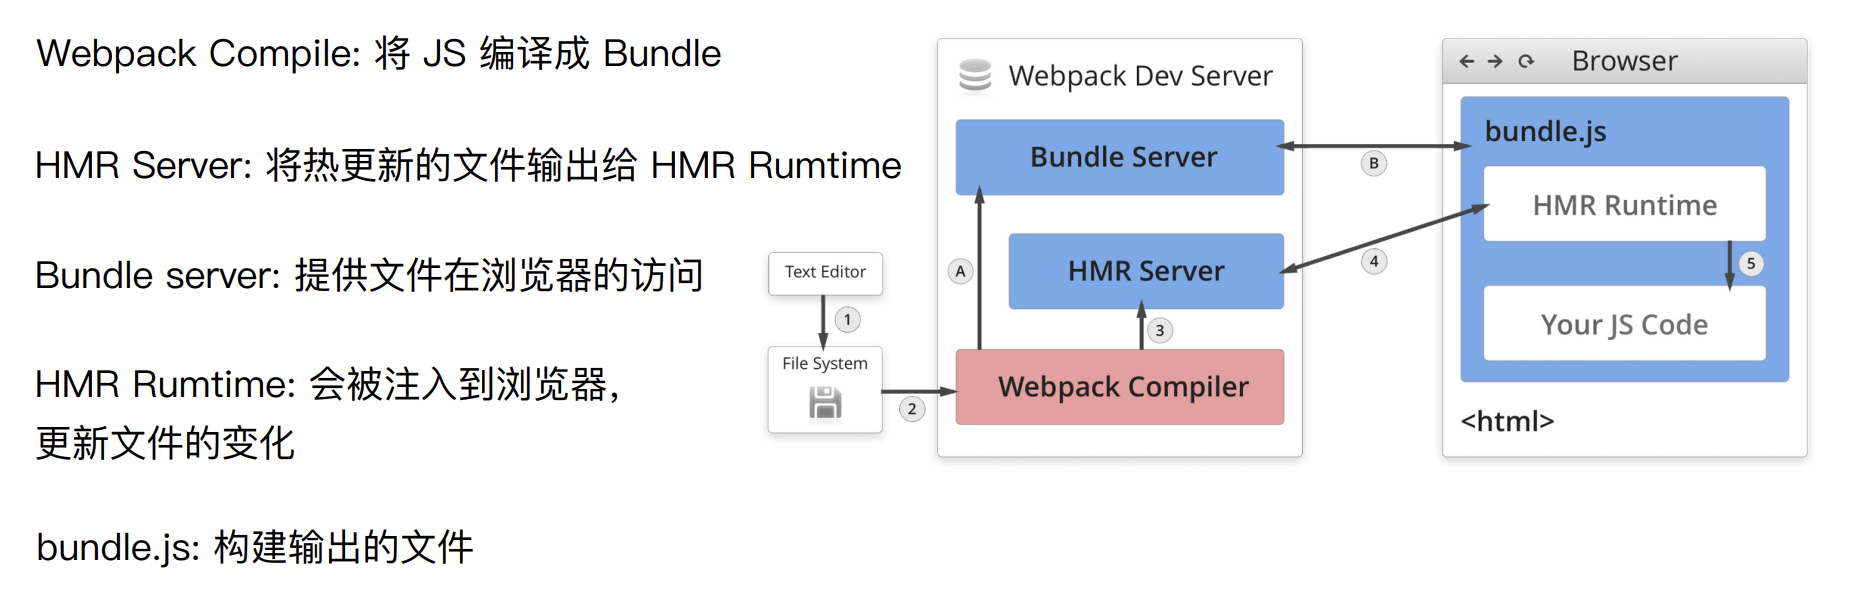 Webpack Compile: 将 JS 编译成 Bundle
HMR Server: 将热更新的文件输出给 HMR Rumtime
Bundle server: 提供文件在浏览器的访问
HMR Rumtime: 会被注入到浏览器，
更新文件的变化
bundle.js: 构建输出的文件
Text Editor
1
File System
2
Webpack Dev Server
Bundle Server
A
HMR Server
3
Webpack Compiler
B
4
Browser
bundle.js
HMR Runtime
5
Your JS Code
<html>